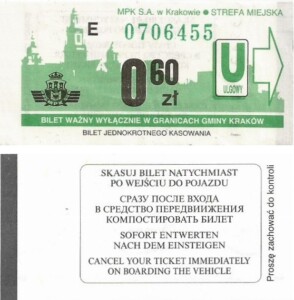 MPK S.A. w Krakowie ● STREFA MIEJSKA
E 0706455
0 60 zł
U
ULGOWY
BILET WAŻNY WYŁĄCZNIE W GRANICACH GMINY KRAKÓW
BILET JEDNOKROTNEGO KASOWANIA
SKASUJ BILET NATYCHMIAST
PO WEJŚCIU DO POJAZDU
СРАЗУ ПОСЛЕ ВХОДА
В СРЕДСТВО ПЕРЕДВИЖЕНИЯ
КОМПОСТИРОВАТЬ БИЛЕТ
SOFORT ENTWERTEN
NACH DEM EINSTEIGEN
CANCEL YOUR TICKET IMMEDIATELY
ON BOARDING THE VEHICLE
Proszę zachować do kontroli